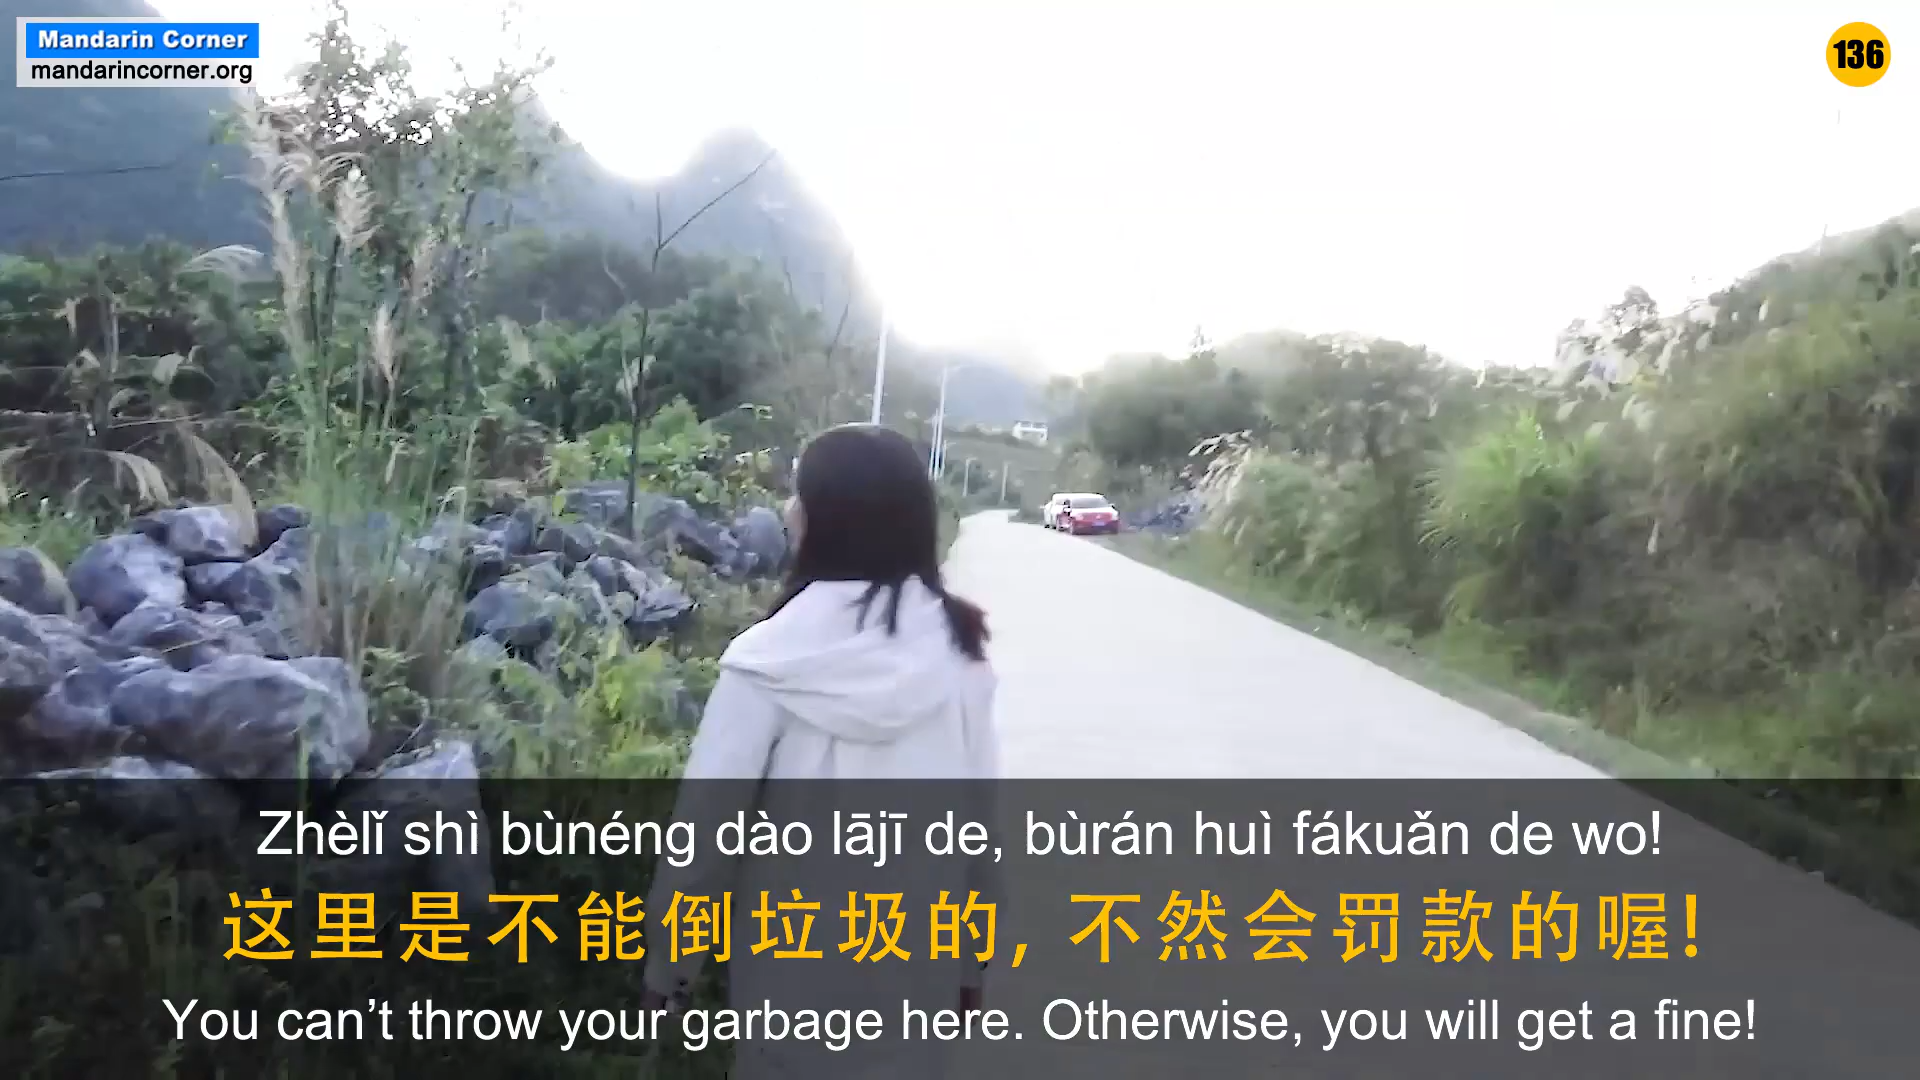 Mandarin Corner
mandarincorner.org
136
Zhèlǐ shì bùnéng dào lājī de, bùrán huì fákuǎn de wo!
这里是不能倒垃圾的, 不然会罚款的喔!
You can’t throw your garbage here. Otherwise, you will get a fine!